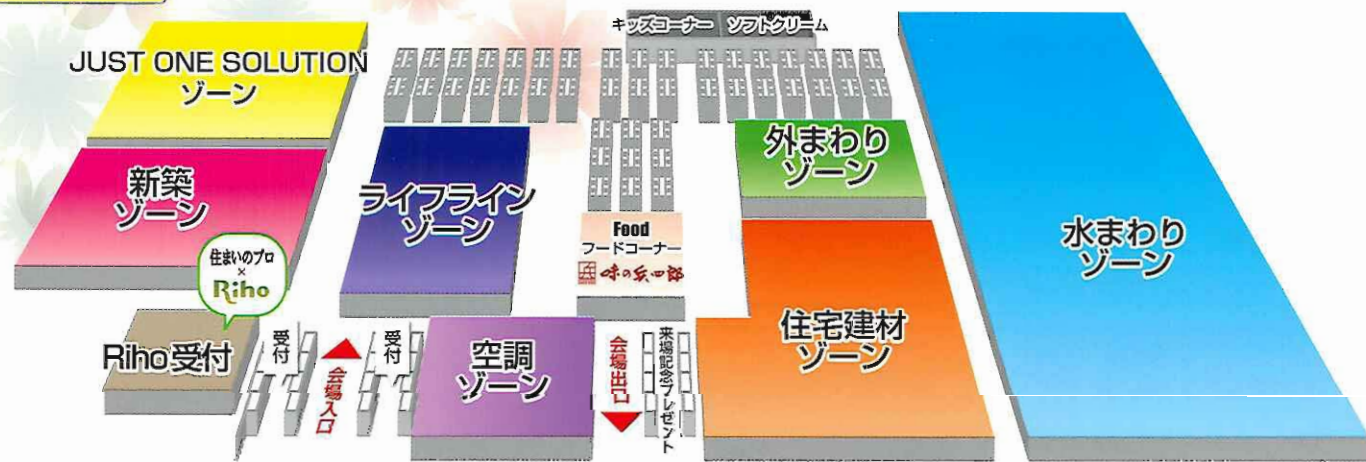 キッズコーナー ソフトクリーム
JUST ONE SOLUTION
ゾーン
新築
ゾーン
ライフライン
ゾーン
外まわり
ゾーン
水まわり
ゾーン
Food
フードコーナー
味の兵四郎
住まいのプロ
×
Riho
Riho受付
受付
会場入口
受付
空調
ゾーン
会場出口
来場記念プレゼント
住宅建材
ゾーン